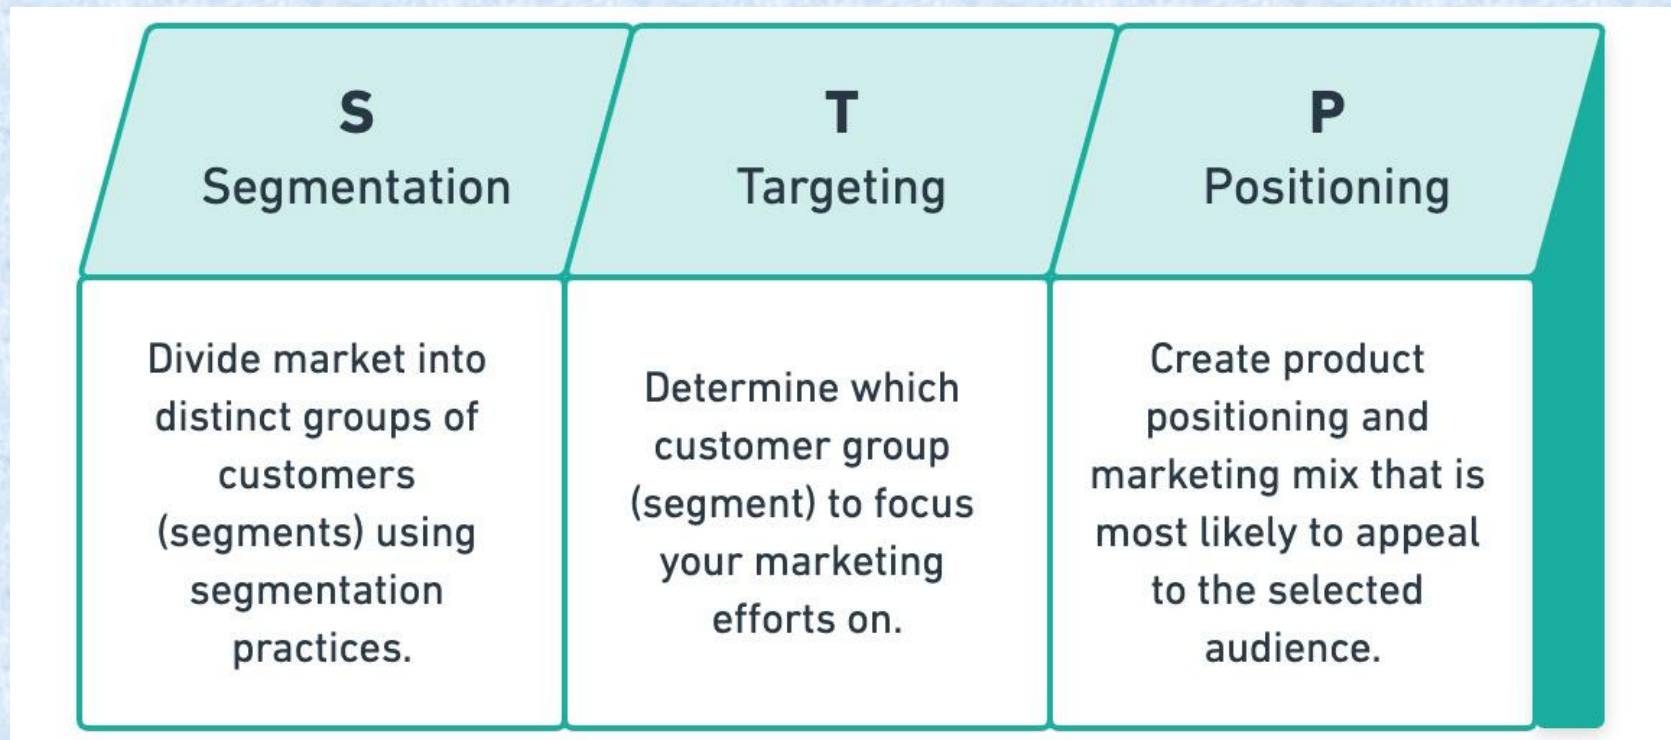 S
Segmentation
Divide market into
distinct groups of
customers
(segments) using
segmentation
practices.
T
Targeting
Determine which
customer group
(segment) to focus
your marketing
efforts on.
P
Positioning
Create product
positioning and
marketing mix that is
most likely to appeal
to the selected
audience.